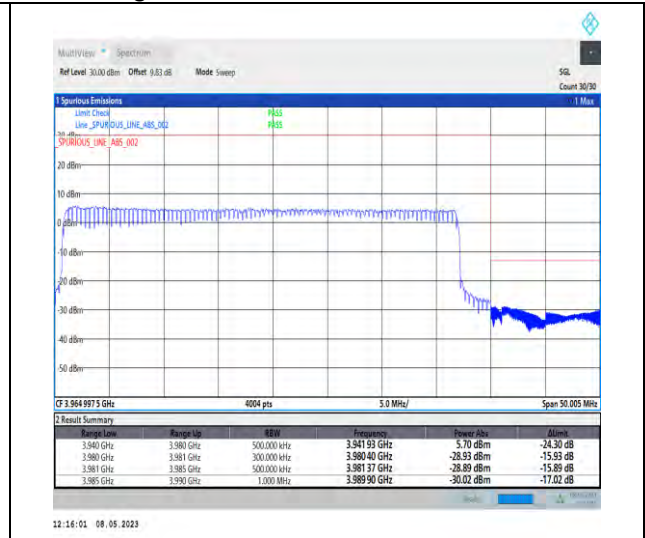 MultiView Spectrum
Ref Level 30.00 dBm Offset 9.83 dB Mode Sweep SGL
Count 30/30
1 Spurious Emissions 1 Max
Limit Check PASS
Line _SPURIOUS_LINE_ABS_002 PASS
30 dBm
_SPURIOUS_LINE_ABS_002
20 dBm
10 dBm
0 dBm
-10 dBm
-20 dBm
-30 dBm
-40 dBm
-50 dBm
CF 3.964 997 5 GHz 4004 pts 5.0 MHz/ Span 50.005 MHz
2 Result Summary
Range Low Range Up RBW Frequency Power Abs ΔLimit
3.940 GHz 3.980 GHz 500.000 kHz 3.941 93 GHz 5.70 dBm -24.30 dB
3.980 GHz 3.981 GHz 300.000 kHz 3.980 40 GHz -28.93 dBm -15.93 dB
3.981 GHz 3.985 GHz 500.000 kHz 3.981 37 GHz -28.89 dBm -15.89 dB
3.985 GHz 3.990 GHz 1.000 MHz 3.989 90 GHz -30.02 dBm -17.02 dB
12:16:01 08.05.2023